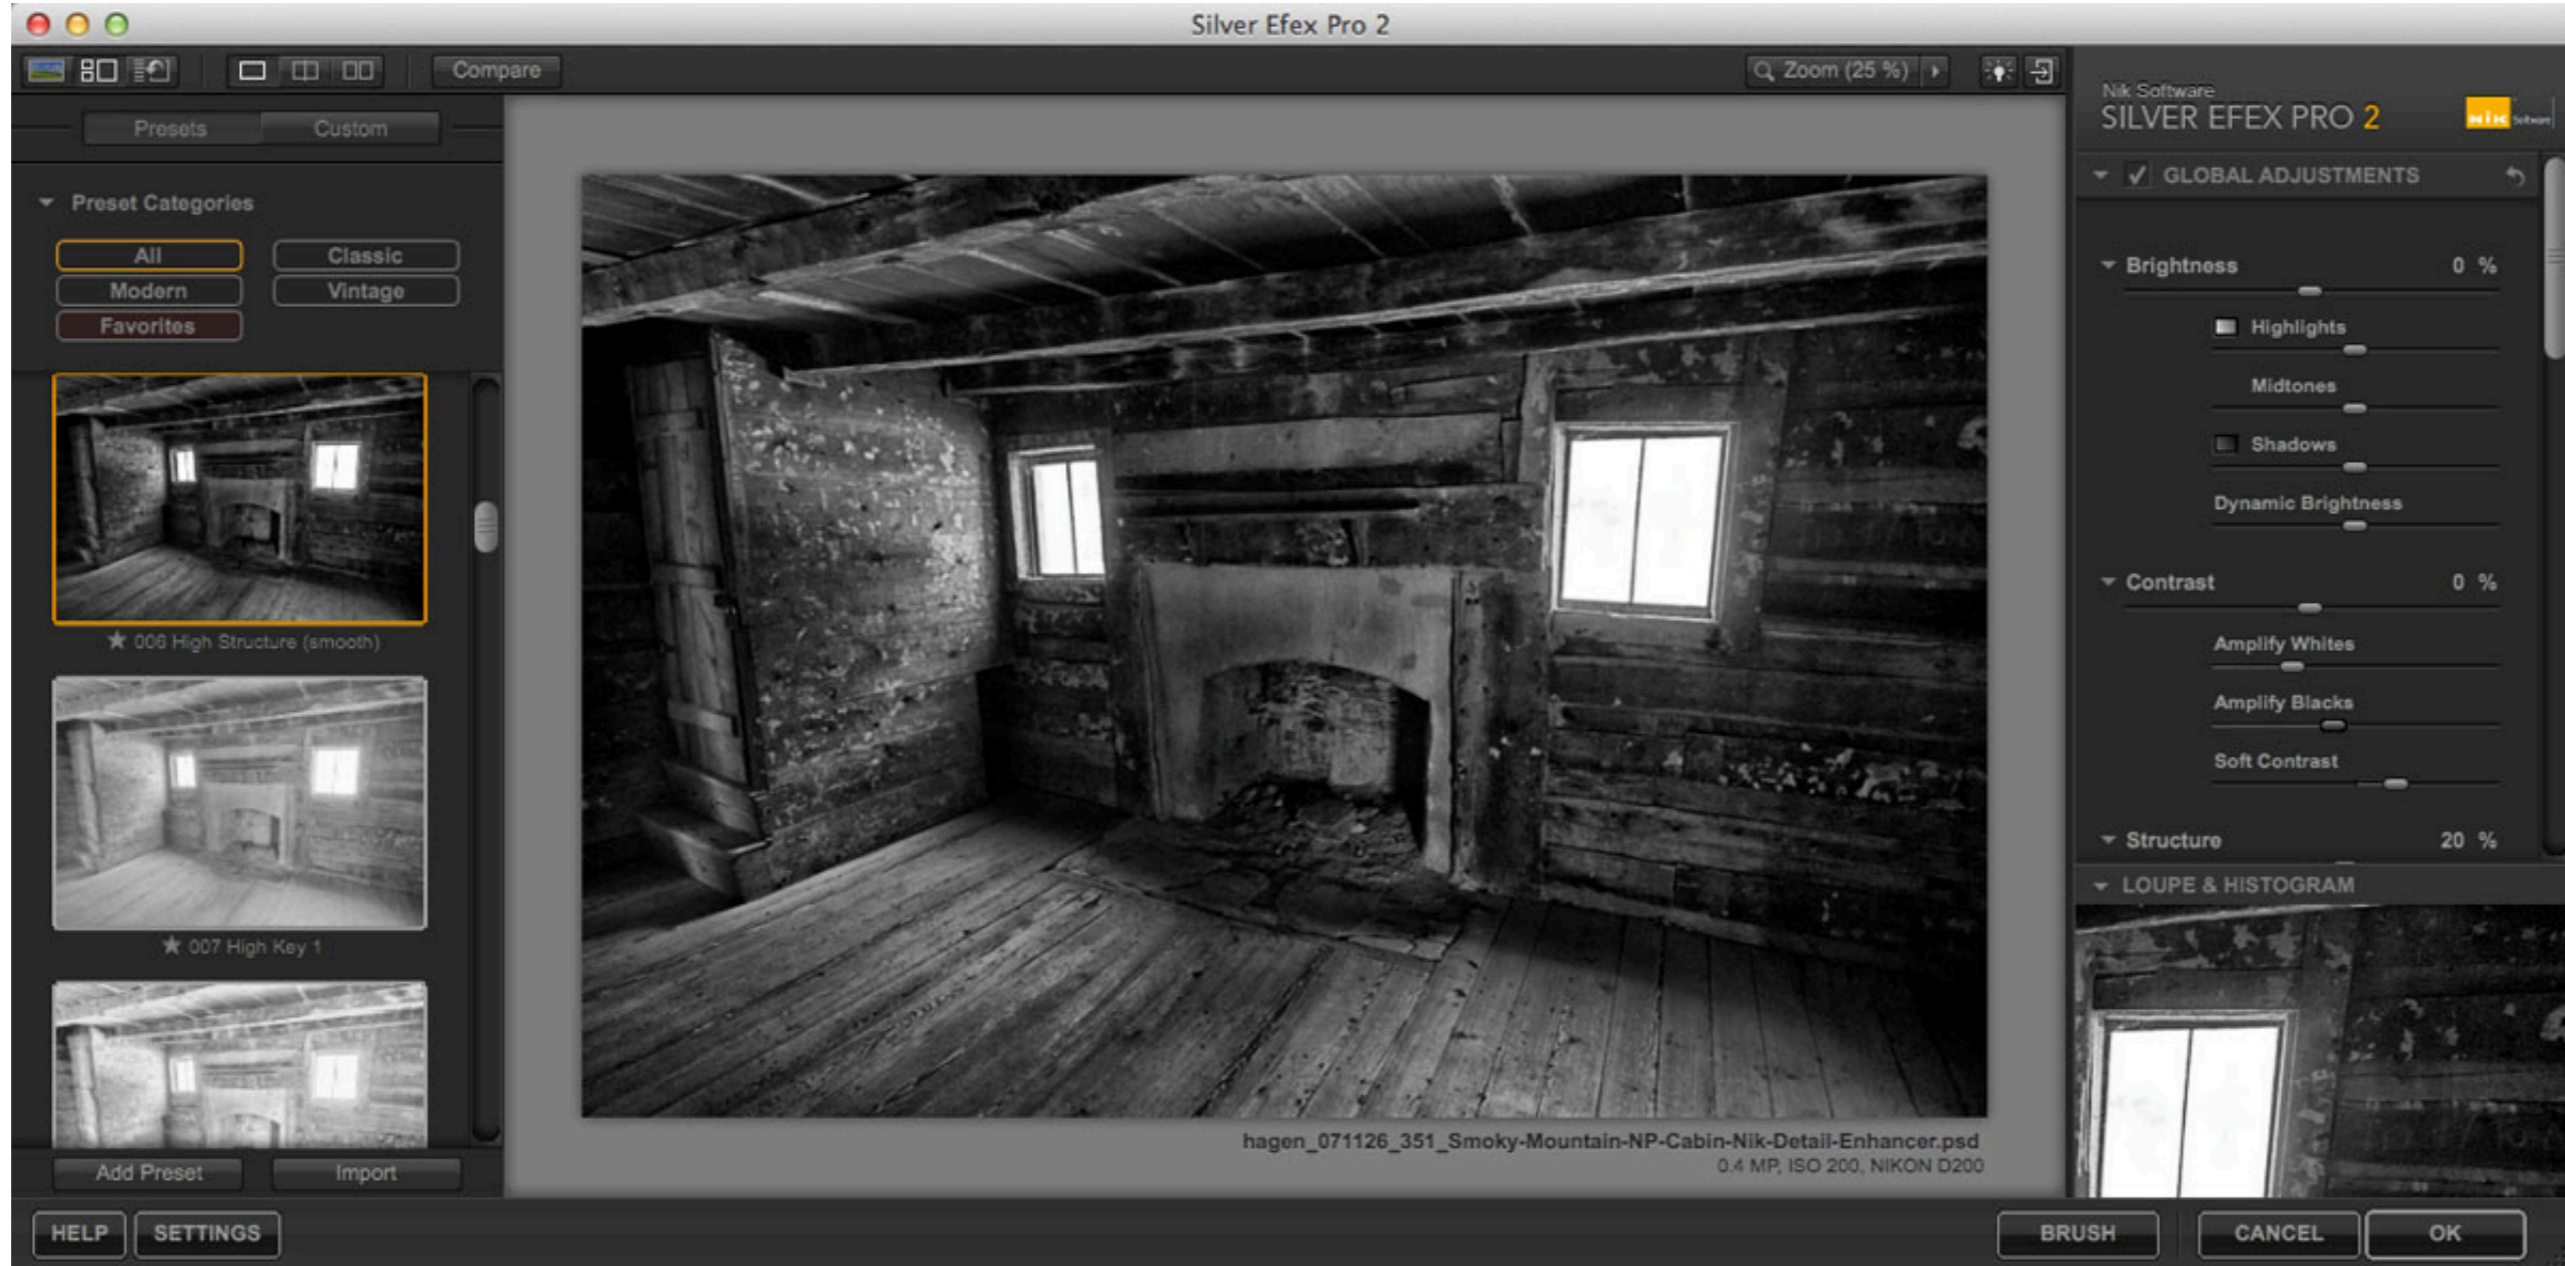 Silver Efex Pro 2
Compare
Zoom (25 %)
Presets Custom
Preset Categories
All Classic
Modern Vintage
Favorites
★ 006 High Structure (smooth)
★ 007 High Key 1
Add Preset Import
hagen_071126_351_Smoky-Mountain-NP-Cabin-Nik-Detail-Enhancer.psd
0.4 MP, ISO 200, NIKON D200
Nik Software
SILVER EFEX PRO 2
Nik Software
GLOBAL ADJUSTMENTS
Brightness 0 %
Highlights
Midtones
Shadows
Dynamic Brightness
Contrast 0 %
Amplify Whites
Amplify Blacks
Soft Contrast
Structure 20 %
LOUPE & HISTOGRAM
HELP SETTINGS
BRUSH CANCEL OK